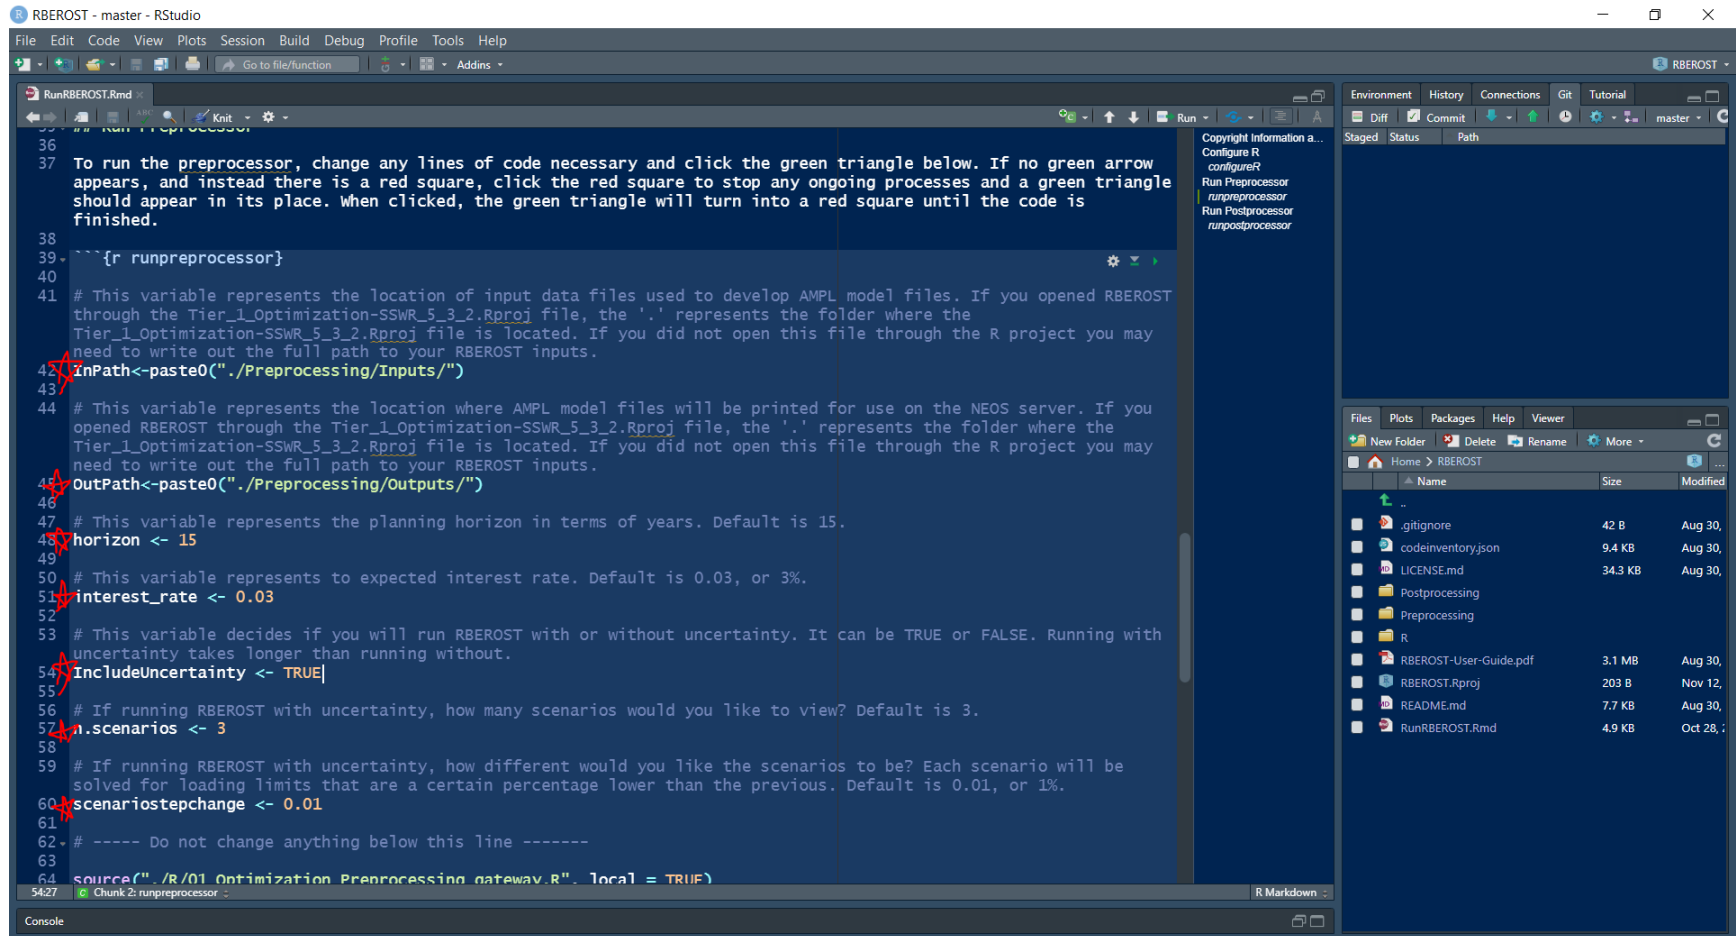 RBEROST - master - RStudio
File Edit Code View Plots Session Build Debug Profile Tools Help
Go to file/function Addins RBEROST
RunRBEROST.Rmd
ABC Knit Run
35 ## Run Preprocessor
36
37 To run the preprocessor, change any lines of code necessary and click the green triangle below. If no green arrow
appears, and instead there is a red square, click the red square to stop any ongoing processes and a green triangle
should appear in its place. When clicked, the green triangle will turn into a red square until the code is
finished.
38
39 ```{r runpreprocessor}
40
41 # This variable represents the location of input data files used to develop AMPL model files. If you opened RBEROST
through the Tier_1_Optimization-SSWR_5_3_2.Rproj file, the '.' represents the folder where the
Tier_1_Optimization-SSWR_5_3_2.Rproj file is located. If you did not open this file through the R project you may
need to write out the full path to your RBEROST inputs.
42 InPath<-paste0("./Preprocessing/Inputs/")
43
44 # This variable represents the location where AMPL model files will be printed for use on the NEOS server. If you
opened RBEROST through the Tier_1_Optimization-SSWR_5_3_2.Rproj file, the '.' represents the folder where the
Tier_1_Optimization-SSWR_5_3_2.Rproj file is located. If you did not open this file through the R project you may
need to write out the full path to your RBEROST inputs.
45 OutPath<-paste0("./Preprocessing/Outputs/")
46
47 # This variable represents the planning horizon in terms of years. Default is 15.
48 horizon <- 15
49
50 # This variable represents to expected interest rate. Default is 0.03, or 3%.
51 interest_rate <- 0.03
52
53 # This variable decides if you will run RBEROST with or without uncertainty. It can be TRUE or FALSE. Running with
uncertainty takes longer than running without.
54 IncludeUncertainty <- TRUE
55
56 # If running RBEROST with uncertainty, how many scenarios would you like to view? Default is 3.
57 n.scenarios <- 3
58
59 # If running RBEROST with uncertainty, how different would you like the scenarios to be? Each scenario will be
solved for loading limits that are a certain percentage lower than the previous. Default is 0.01, or 1%.
60 scenariostepchange <- 0.01
61
62 # ----- Do not change anything below this line -------
63
64 source("./R/01_Optimization_Preprocessing_gateway.R", local = TRUE)
54:27 C Chunk 2: runpreprocessor R Markdown
Console
Copyright Information a...
Configure R
configureR
Run Preprocessor
runpreprocessor
Run Postprocessor
runpostprocessor
Environment History Connections Git Tutorial
Diff Commit master
Staged Status Path
Files Plots Packages Help Viewer
New Folder Delete Rename More
Home RBEROST ...
Name Size Modified
..
.gitignore 42 B Aug 30,
codeinventory.json 9.4 KB Aug 30,
LICENSE.md 34.3 KB Aug 30,
Postprocessing
Preprocessing
R
RBEROST-User-Guide.pdf 3.1 MB Aug 30,
RBEROST.Rproj 203 B Nov 12,
README.md 7.7 KB Aug 30,
RunRBEROST.Rmd 4.9 KB Oct 28,